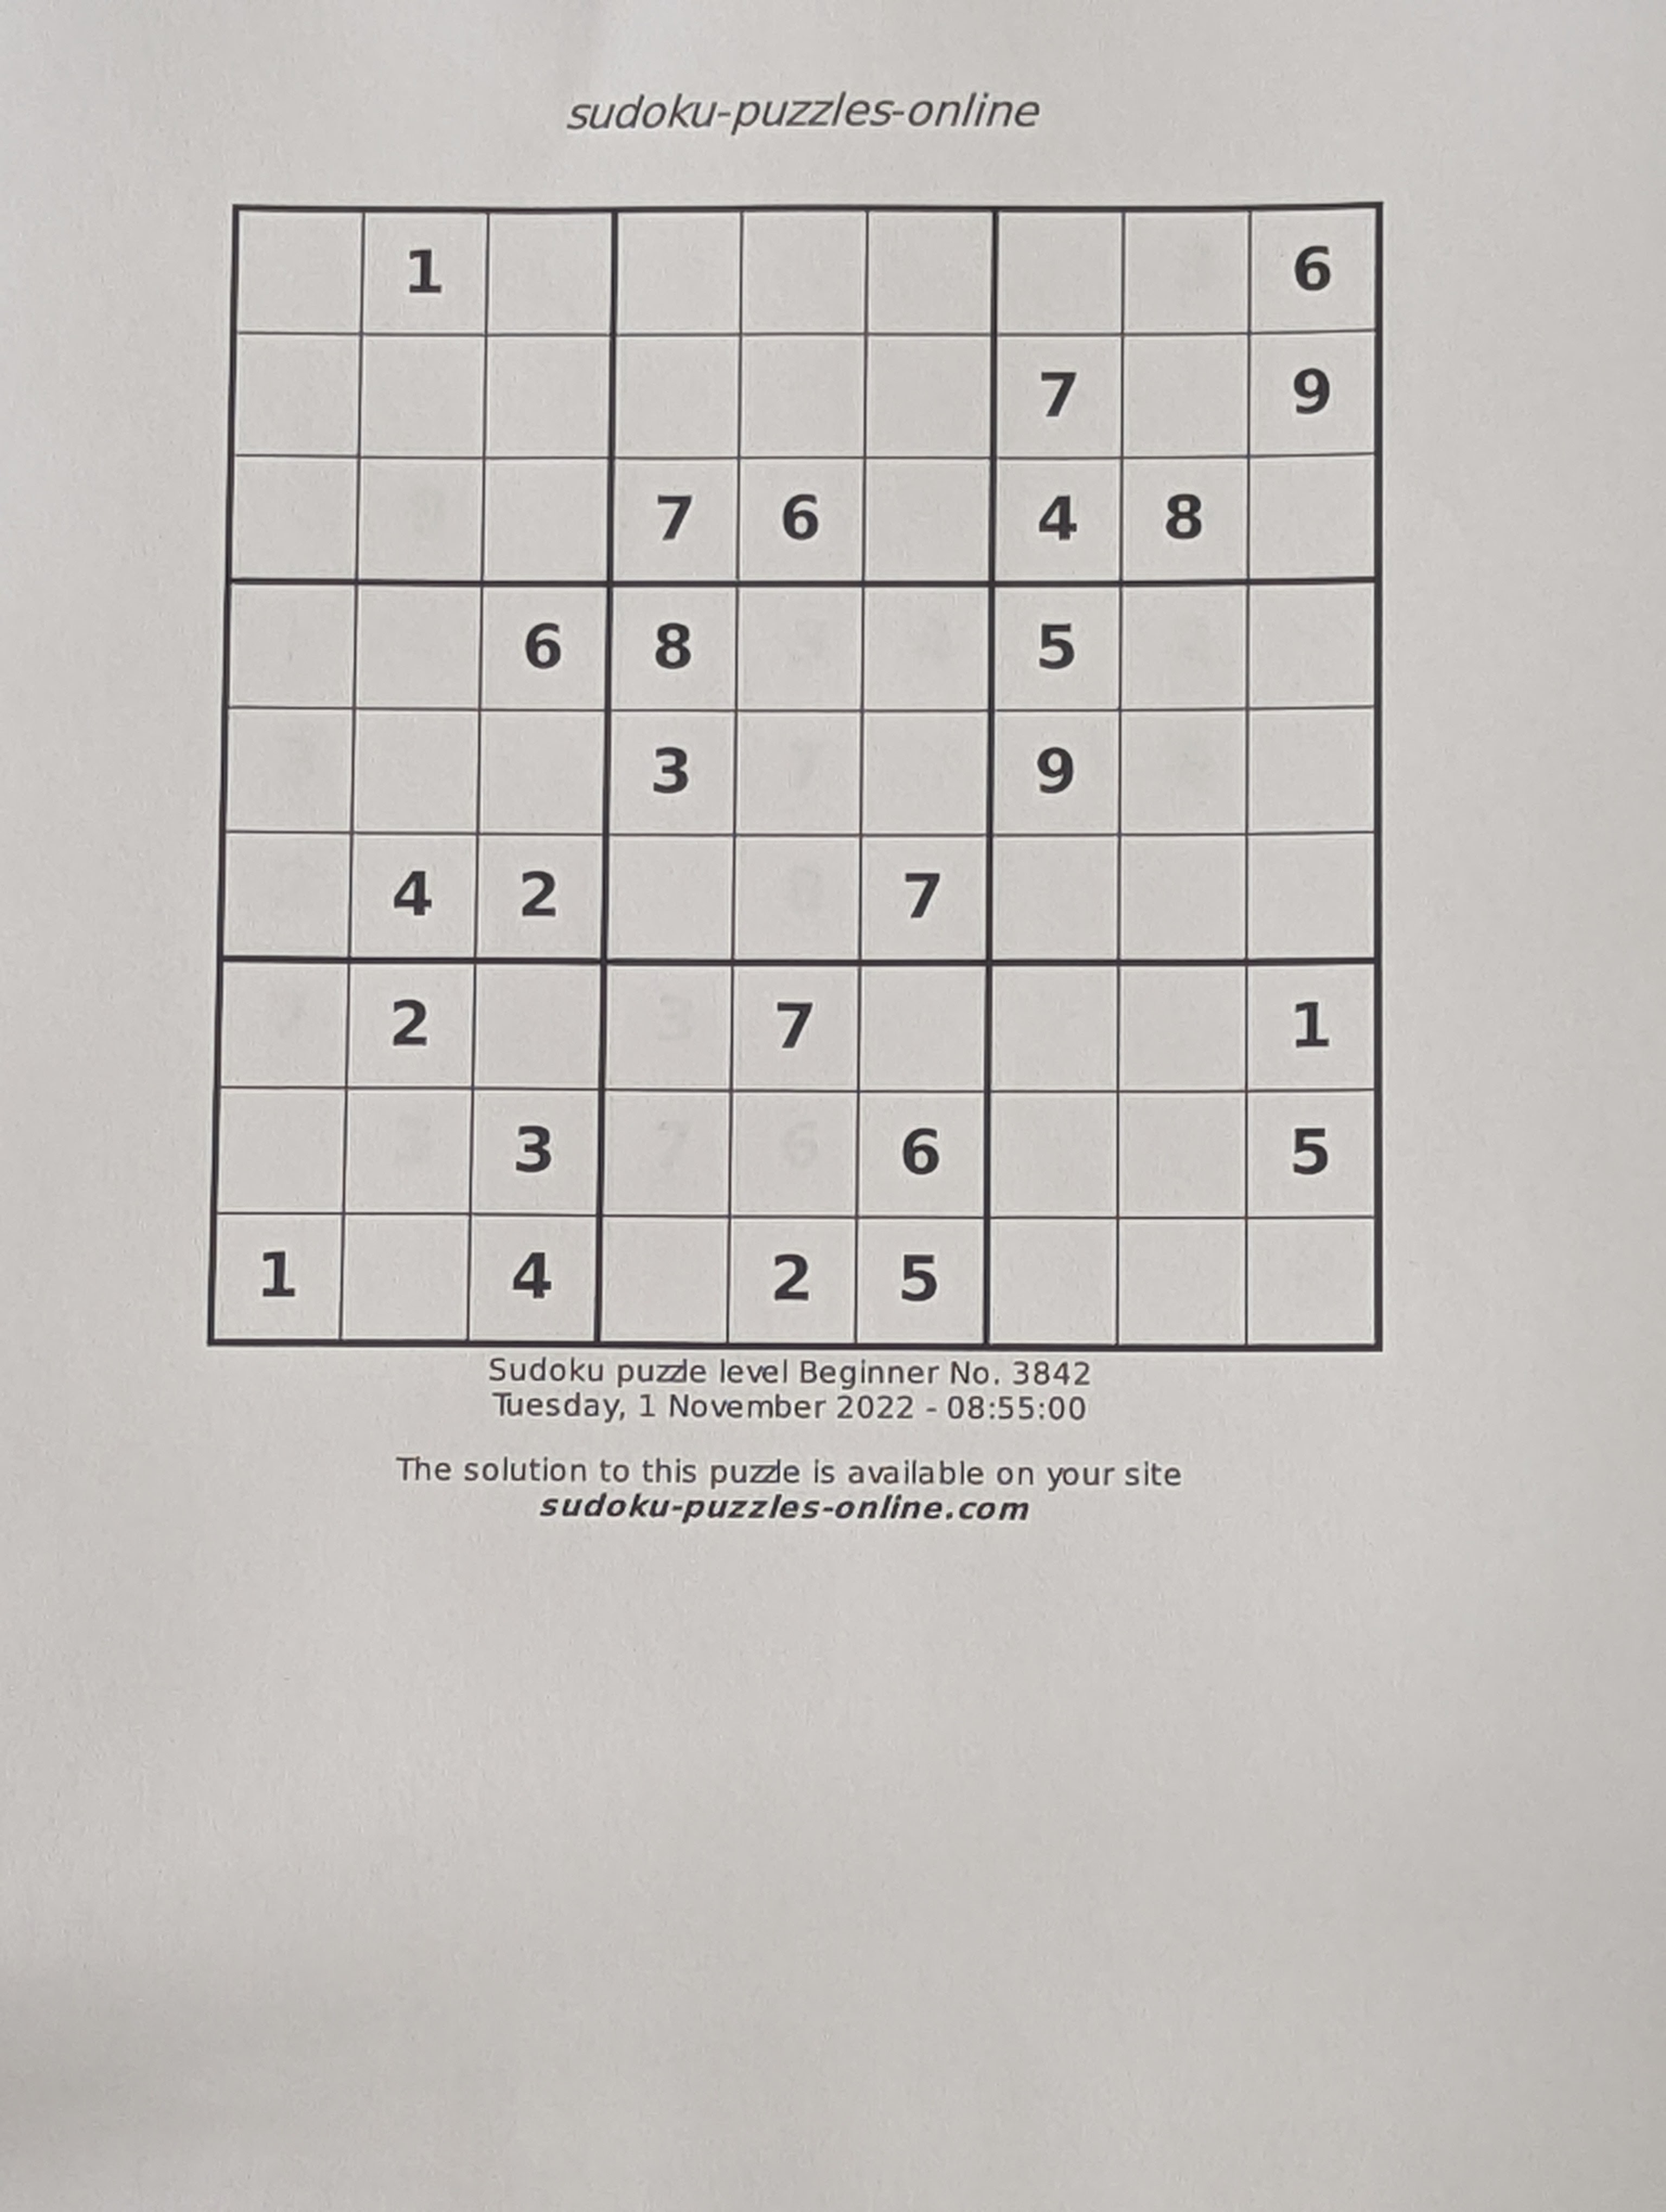 sudoku-puzzles-online
1 6
7 9
7 6 4 8
6 8 5
3 9
4 2 7
2 7 1
3 6 5
1 4 2 5
Sudoku puzzle level Beginner No. 3842
Tuesday, 1 November 2022 - 08:55:00
The solution to this puzzle is available on your site
sudoku-puzzles-online.com